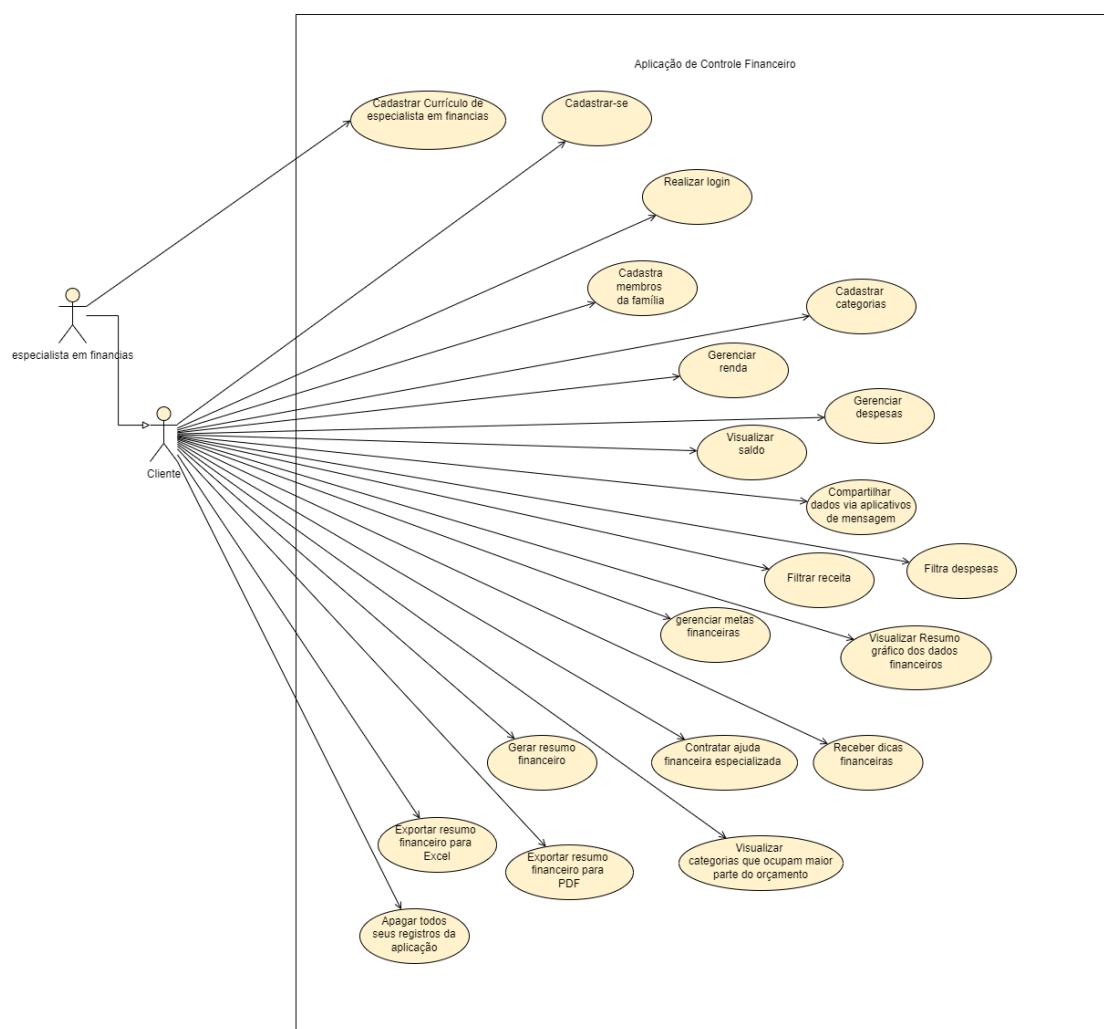 Aplicação de Controle Financeiro
Cadastrar Currículo de
especialista em financias
Cadastrar-se
Realizar login
Cadastra
membros
da família
Cadastrar
categorias
especialista em financias
Gerenciar
renda
Gerenciar
despesas
Cliente
Visualizar
saldo
Compartilhar
dados via aplicativos
de mensagem
Filtrar receita
Filtra despesas
gerenciar metas
financeiras
Visualizar Resumo
gráfico dos dados
financeiros
Gerar resumo
financeiro
Contratar ajuda
financeira especializada
Receber dicas
financeiras
Exportar resumo
financeiro para
Excel
Exportar resumo
financeiro para
PDF
Visualizar
categorias que ocupam maior
parte do orçamento
Apagar todos
seus registros da
aplicação